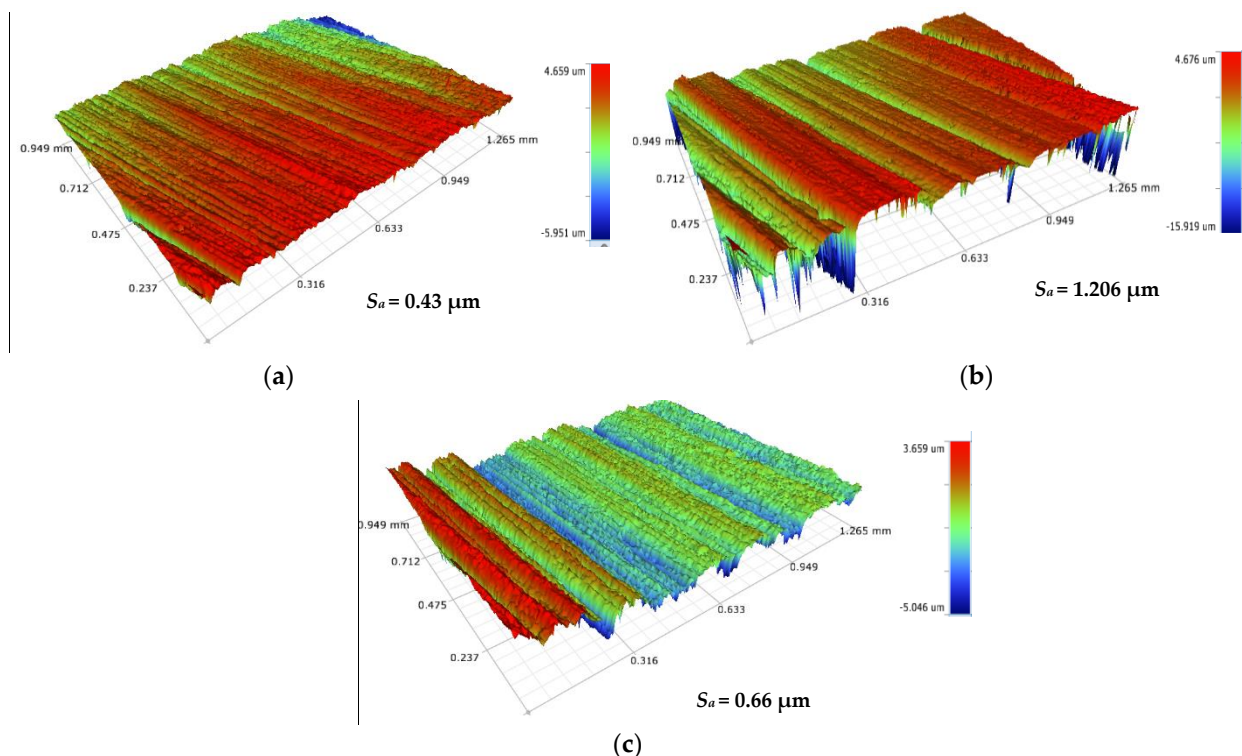 4.659 um
-5.951 um
0.949 mm
0.712
0.475
0.237
0.316
0.633
0.949
1.265 mm
Sa = 0.43 µm
(a)
4.676 um
-15.919 um
0.949 mm
0.712
0.475
0.237
0.316
0.633
0.949
1.265 mm
Sa = 1.206 µm
(b)
3.659 um
-5.046 um
0.949 mm
0.712
0.475
0.237
0.316
0.633
0.949
1.265 mm
Sa = 0.66 µm
(c)